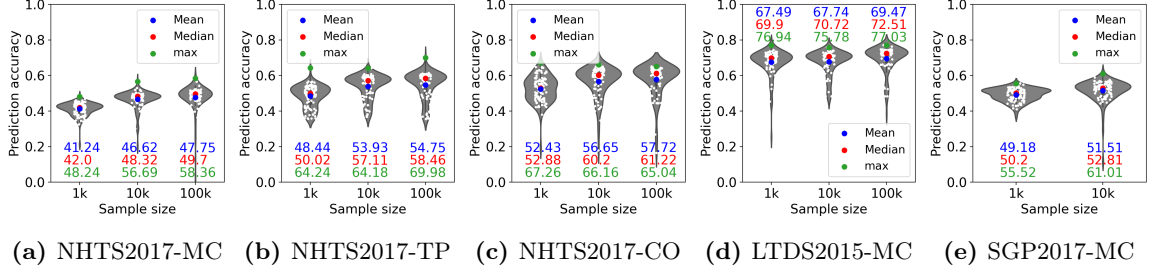 1.0
0.8
0.6
0.4
0.2
0.0
Prediction accuracy
Mean
Median
max
41.24 46.62 47.75
42.0 48.32 49.7
48.24 56.69 58.36
1k 10k 100k
Sample size
(a) NHTS2017-MC
1.0
0.8
0.6
0.4
0.2
0.0
Prediction accuracy
Mean
Median
max
48.44 53.93 54.75
50.02 57.11 58.46
64.24 64.18 69.98
1k 10k 100k
Sample size
(b) NHTS2017-TP
1.0
0.8
0.6
0.4
0.2
0.0
Prediction accuracy
Mean
Median
max
52.43 56.65 57.72
52.88 60.2 61.22
67.26 66.16 65.04
1k 10k 100k
Sample size
(c) NHTS2017-CO
1.0
0.8
0.6
0.4
0.2
0.0
Prediction accuracy
67.49 67.74 69.47
69.9 70.72 72.51
76.94 75.78 77.03
Mean
Median
max
1k 10k 100k
Sample size
(d) LTDS2015-MC
1.0
0.8
0.6
0.4
0.2
0.0
Prediction accuracy
Mean
Median
max
49.18 51.51
50.2 52.81
55.52 61.01
1k 10k
Sample size
(e) SGP2017-MC